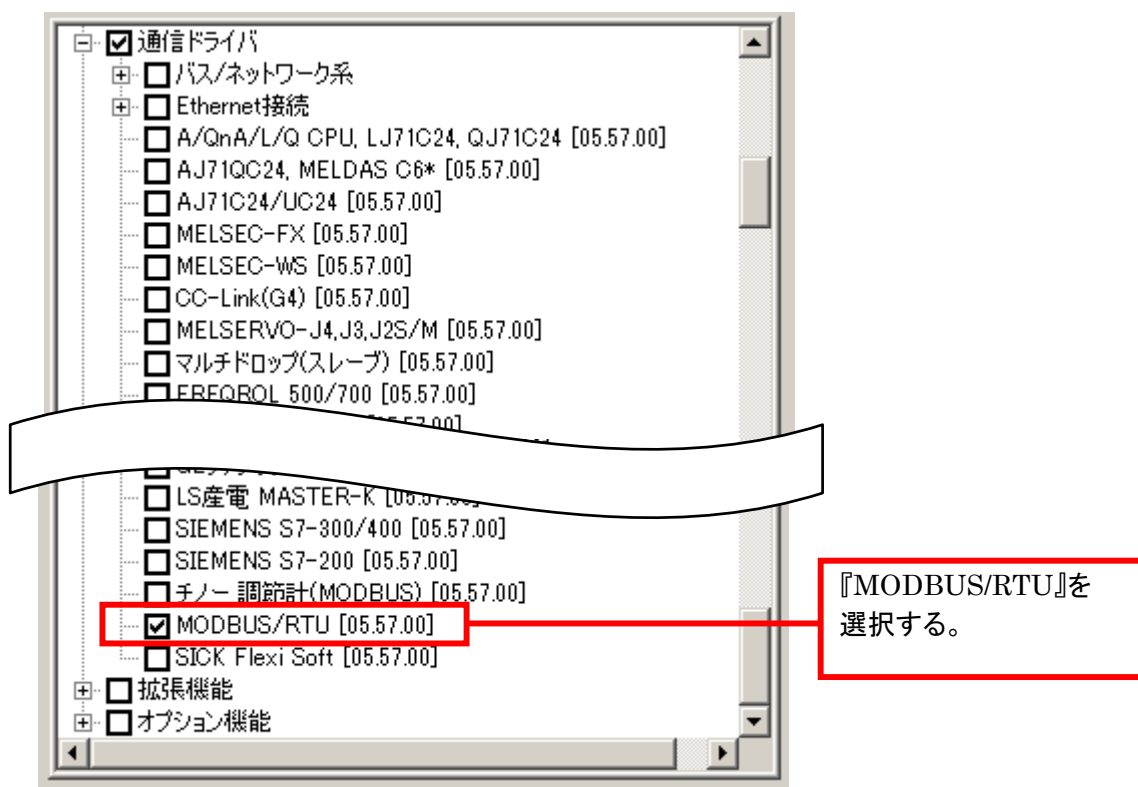 通信ドライバ
バス/ネットワーク系
Ethernet接続
A/QnA/L/Q CPU, LJ71C24, QJ71C24 [05.57.00]
AJ71QC24, MELDAS C6* [05.57.00]
AJ71C24/UC24 [05.57.00]
MELSEC-FX [05.57.00]
MELSEC-WS [05.57.00]
CC-Link(G4) [05.57.00]
MELSERVO-J4,J3,J2S/M [05.57.00]
マルチドロップ(スレーブ) [05.57.00]
FREQROL 500/700 [05.57.00]
LS産電 MASTER-K [05.57.00]
SIEMENS S7-300/400 [05.57.00]
SIEMENS S7-200 [05.57.00]
チノー 調節計(MODBUS) [05.57.00]
MODBUS/RTU [05.57.00]
SICK Flexi Soft [05.57.00]
拡張機能
オプション機能
『MODBUS/RTU』を
選択する。